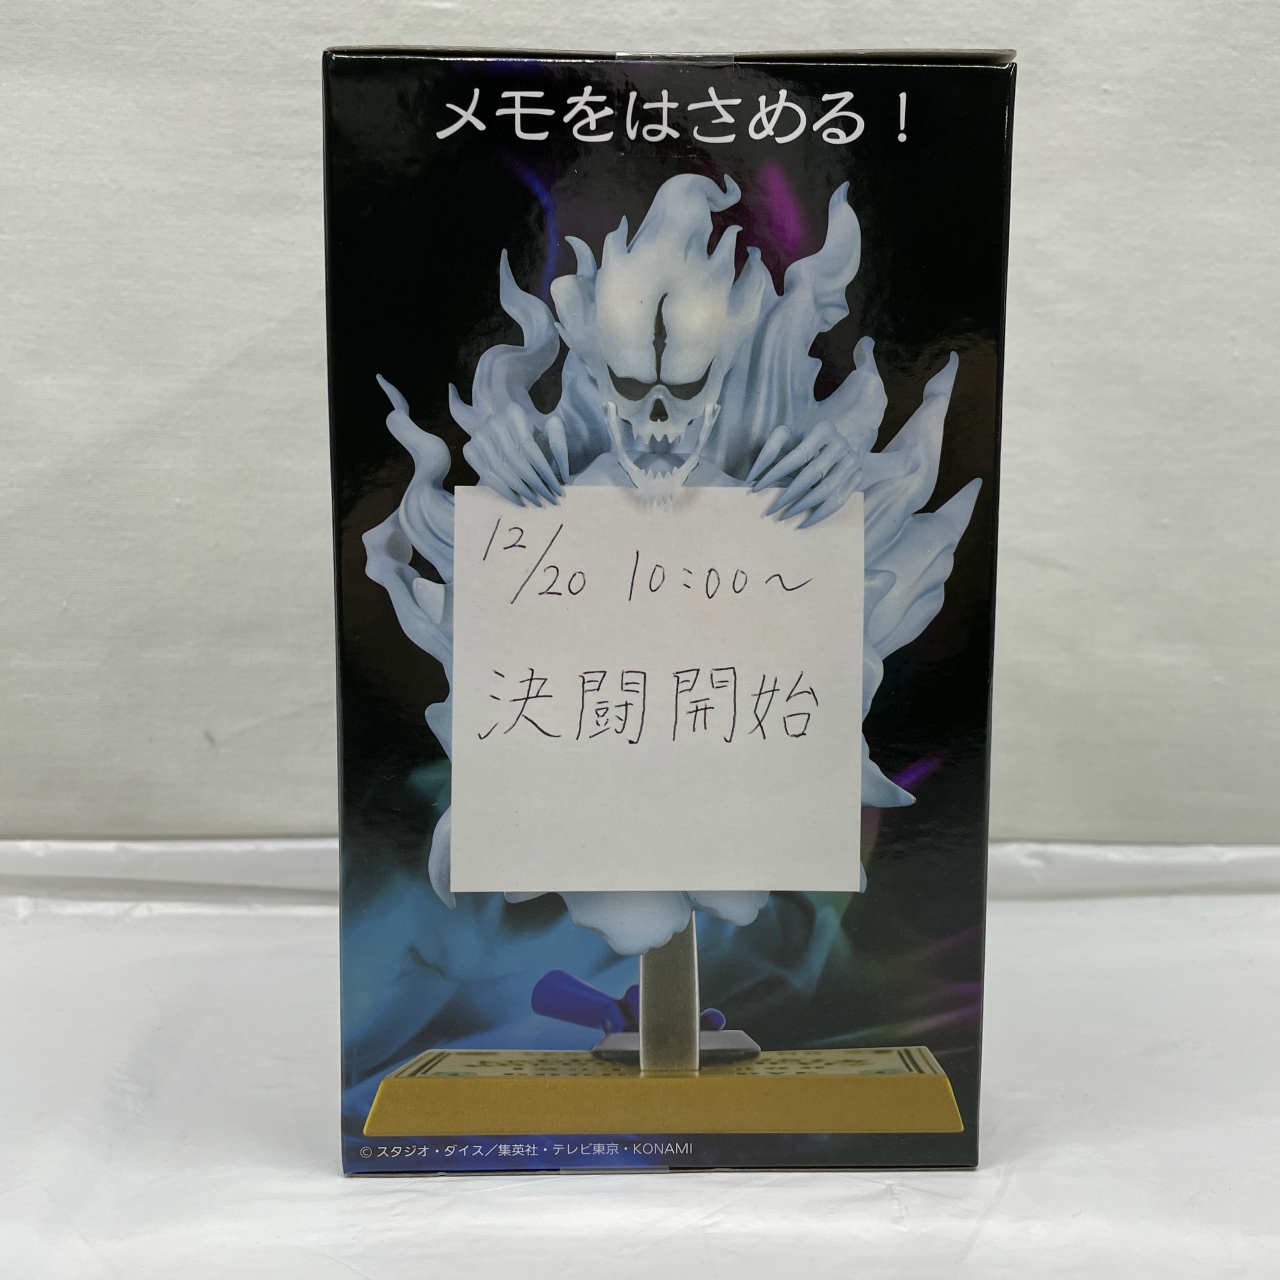 メモをはさめる！
12/20 10:00～
決闘開始
© スタジオ・ダイス／集英社・テレビ東京・KONAMI